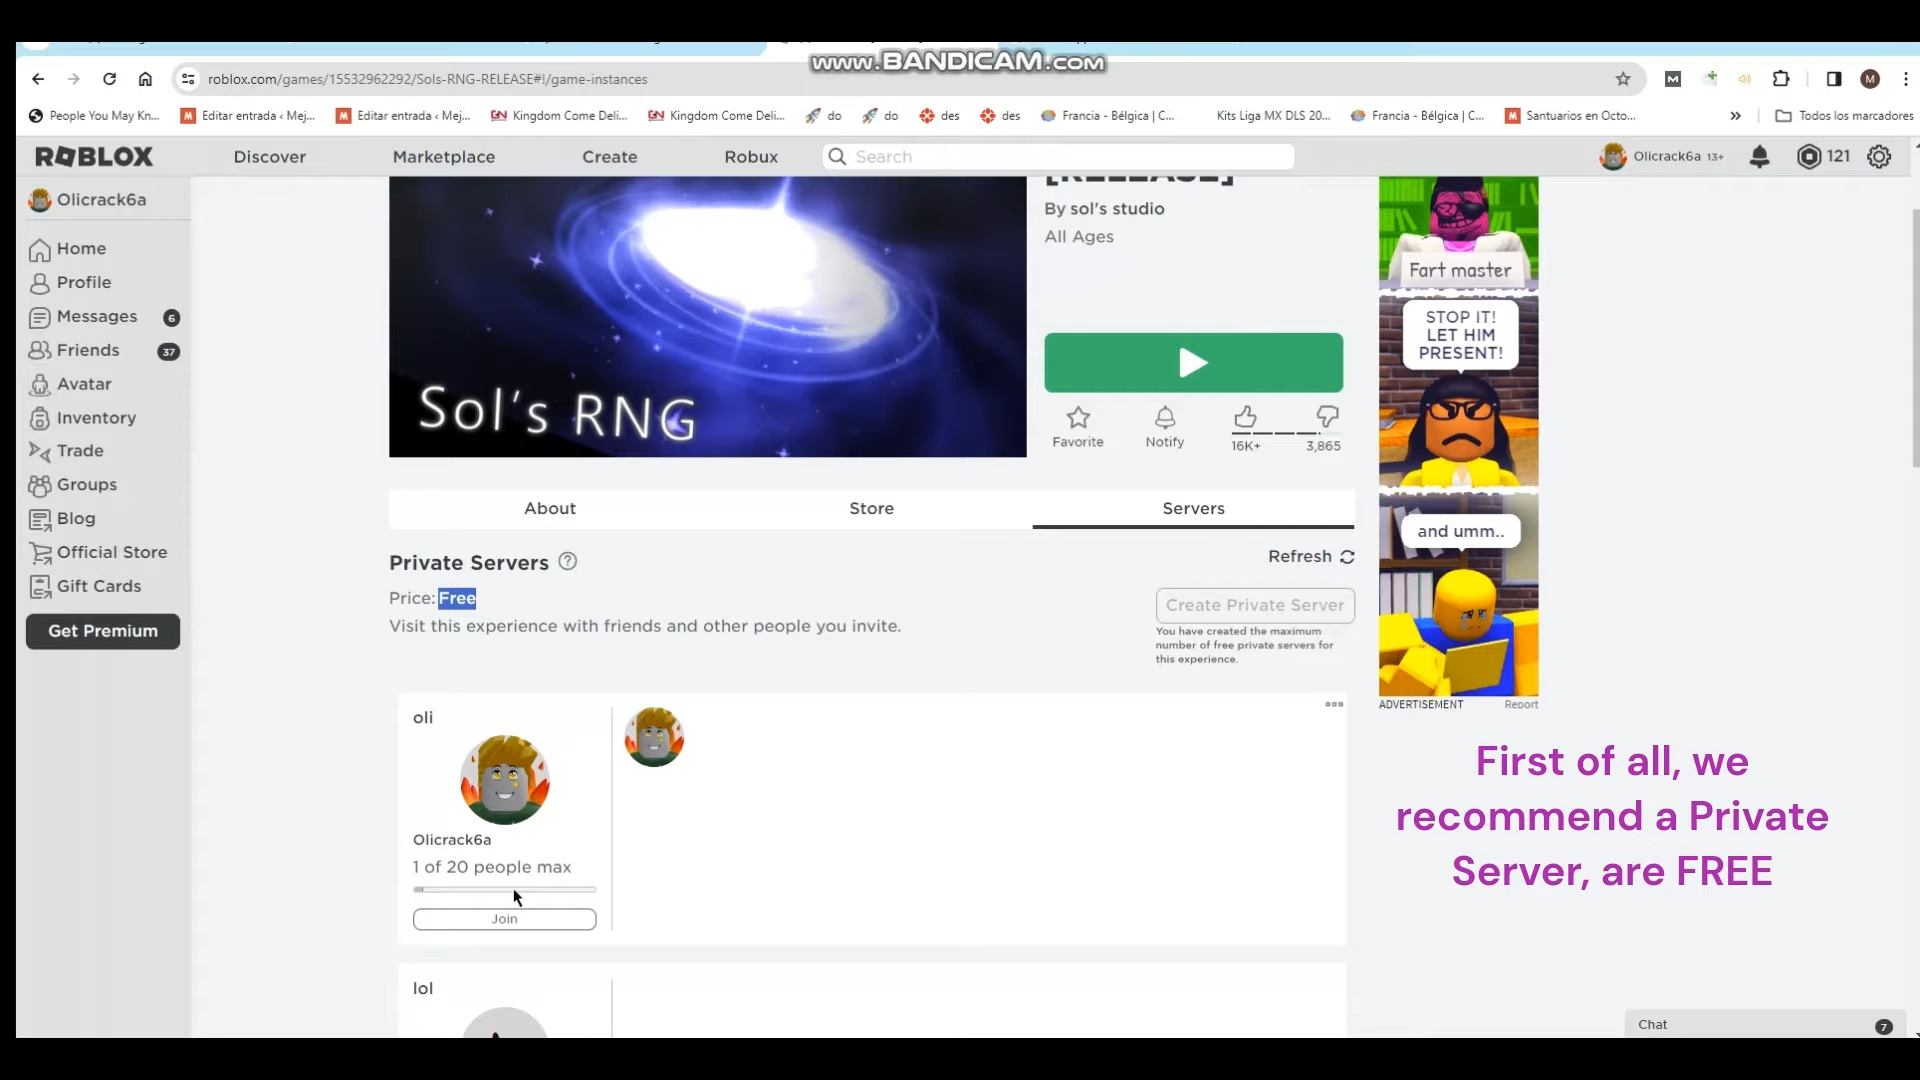 www.BANDICAM.com
roblox.com/games/15532962292/Sols-RNG-RELEASE#!/game-instances
M
M
People You May Kn...
Editar entrada ‹ Mej...
Editar entrada ‹ Mej...
Kingdom Come Deli...
Kingdom Come Deli...
do
do
des
des
Francia - Bélgica | C...
Kits Liga MX DLS 20...
Francia - Bélgica | C...
Santuarios en Octo...
»
Todos los marcadores
ROBLOX
Discover
Marketplace
Create
Robux
Search
Olicrack6a 13+
121
Olicrack6a
Home
Profile
Messages 6
Friends 37
Avatar
Inventory
Trade
Groups
Blog
Official Store
Gift Cards
Get Premium
Sol's RNG
[RELEASE]
By sol's studio
All Ages
Favorite
Notify
16K+
3,865
About
Store
Servers
Private Servers ?
Refresh
Price: Free
Visit this experience with friends and other people you invite.
Create Private Server
You have created the maximum
number of free private servers for
this experience.
oli
Olicrack6a
1 of 20 people max
Join
lol
Fart master
STOP IT!
LET HIM
PRESENT!
and umm..
ADVERTISEMENT
Report
First of all, we
recommend a Private
Server, are FREE
Chat 7